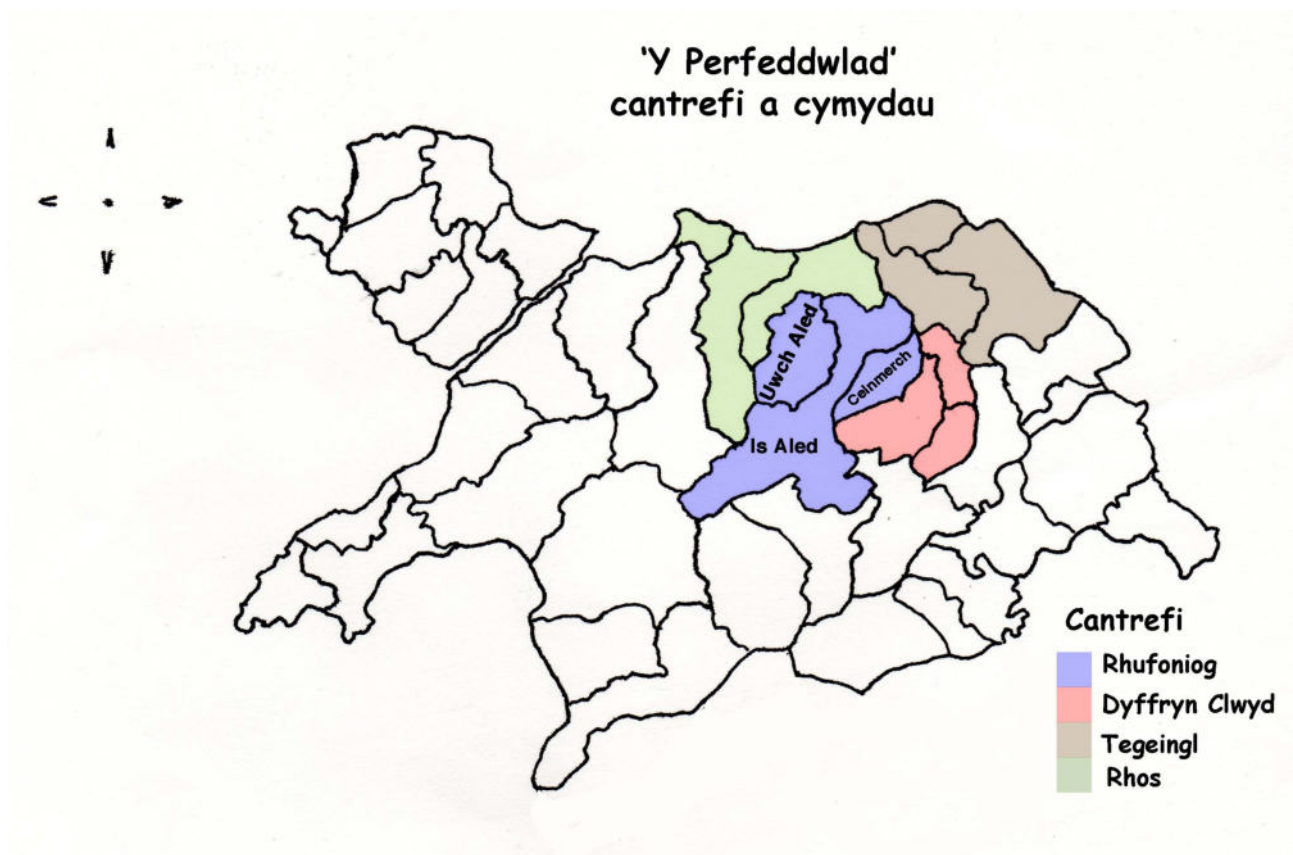 'Y Perfeddwlad'
cantrefi a cymydau
Uwch Aled
Ceinmerch
Is Aled
Cantrefi
Rhufoniog
Dyffryn Clwyd
Tegeingl
Rhos